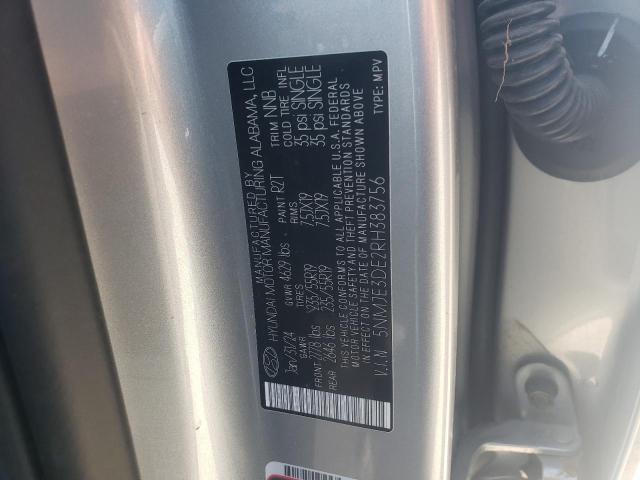 MANUFACTURED BY
HYUNDAI MOTOR MANUFACTURING ALABAMA, LLC
Jan/31/24 GVWR 4629 lbs PAINT R2T TRIM NNB
GAWR TIRES RIMS COLD TIRE INFL
FRONT 2778 lbs 235/55R19 7.5JX19 35 psi SINGLE
REAR 2646 lbs 235/55R19 7.5JX19 35 psi SINGLE
THIS VEHICLE CONFORMS TO ALL APPLICABLE U.S.A. FEDERAL
MOTOR VEHICLE SAFETY AND THEFT PREVENTION STANDARDS
IN EFFECT ON THE DATE OF MANUFACTURE SHOWN ABOVE
V.I.N 5NMJE3DE2RH383756 TYPE: MPV